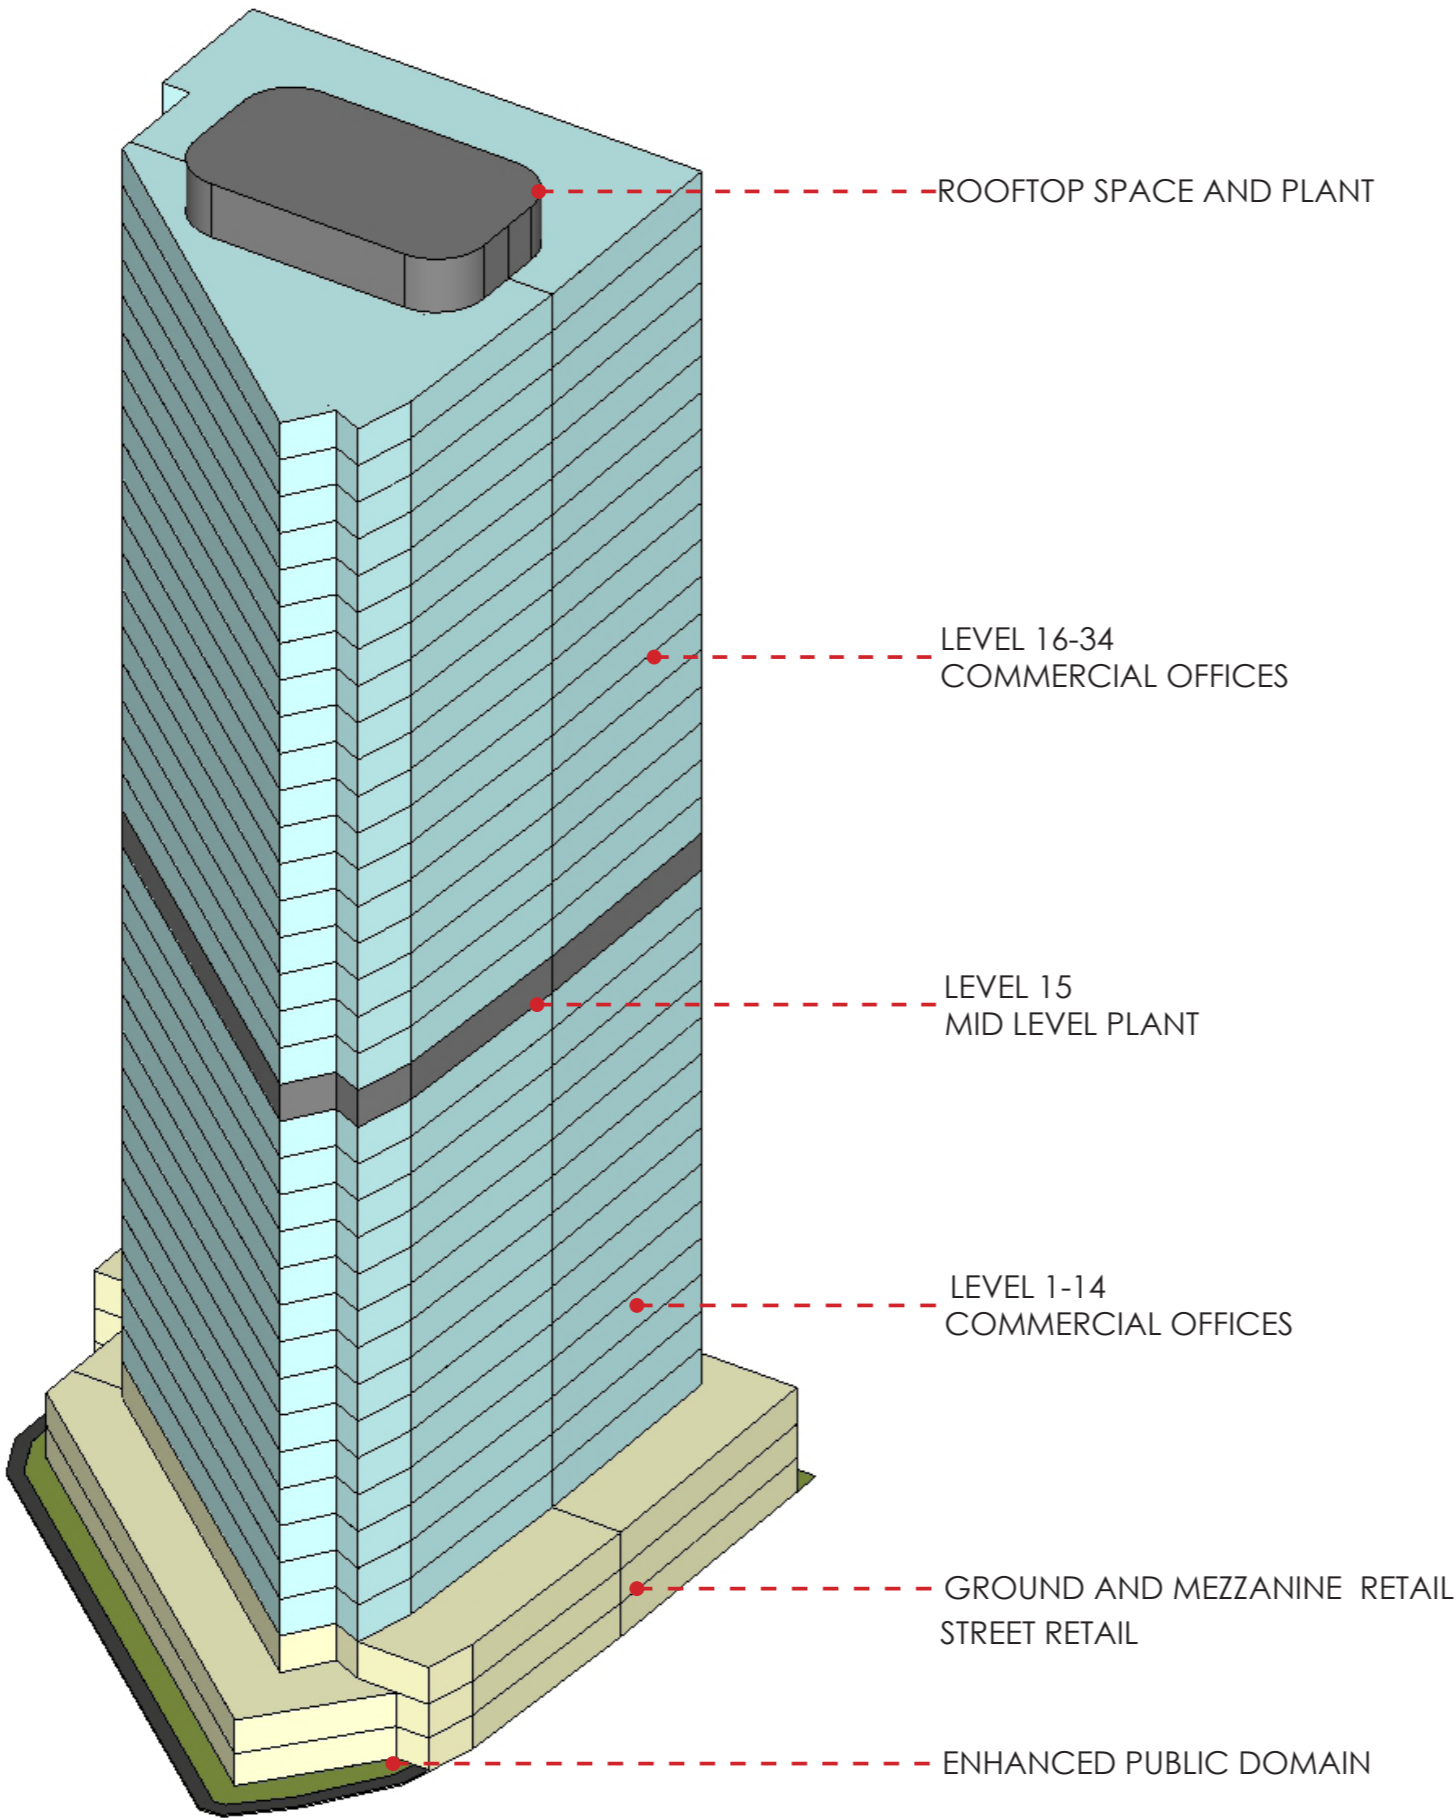 ROOFTOP SPACE AND PLANT
LEVEL 16-34
COMMERCIAL OFFICES
LEVEL 15
MID LEVEL PLANT
LEVEL 1-14
COMMERCIAL OFFICES
GROUND AND MEZZANINE RETAIL
STREET RETAIL
ENHANCED PUBLIC DOMAIN